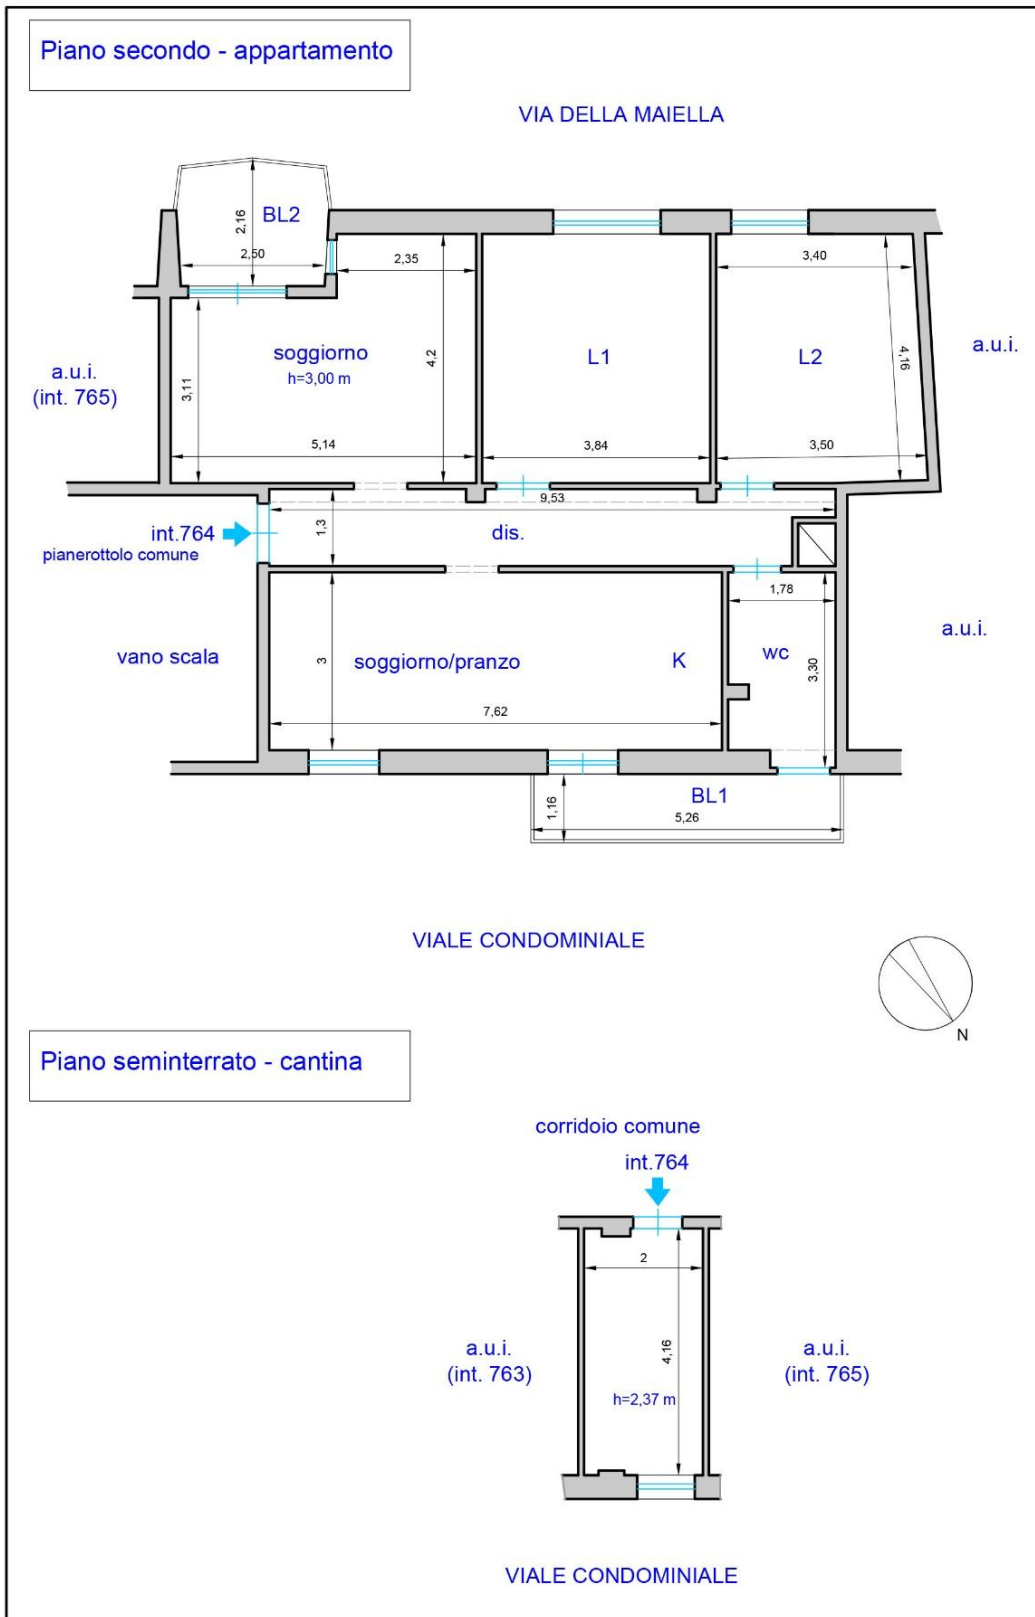 Piano secondo - appartamento
VIA DELLA MAIELLA
BL2
2,16
2,50
2,35
3,40
soggiorno
h=3,00 m
4,2
L1
L2
4,16
a.u.i.
a.u.i.
(int. 765)
3,11
5,14
3,84
3,50
9,53
int.764
pianerottolo comune
1,3
dis.
1,78
vano scala
3
soggiorno/pranzo
K
wc
3,30
a.u.i.
7,62
BL1
1,16
5,26
VIALE CONDOMINIALE
N
Piano seminterrato - cantina
corridoio comune
int.764
2
4,16
a.u.i.
(int. 763)
a.u.i.
(int. 765)
h=2,37 m
VIALE CONDOMINIALE